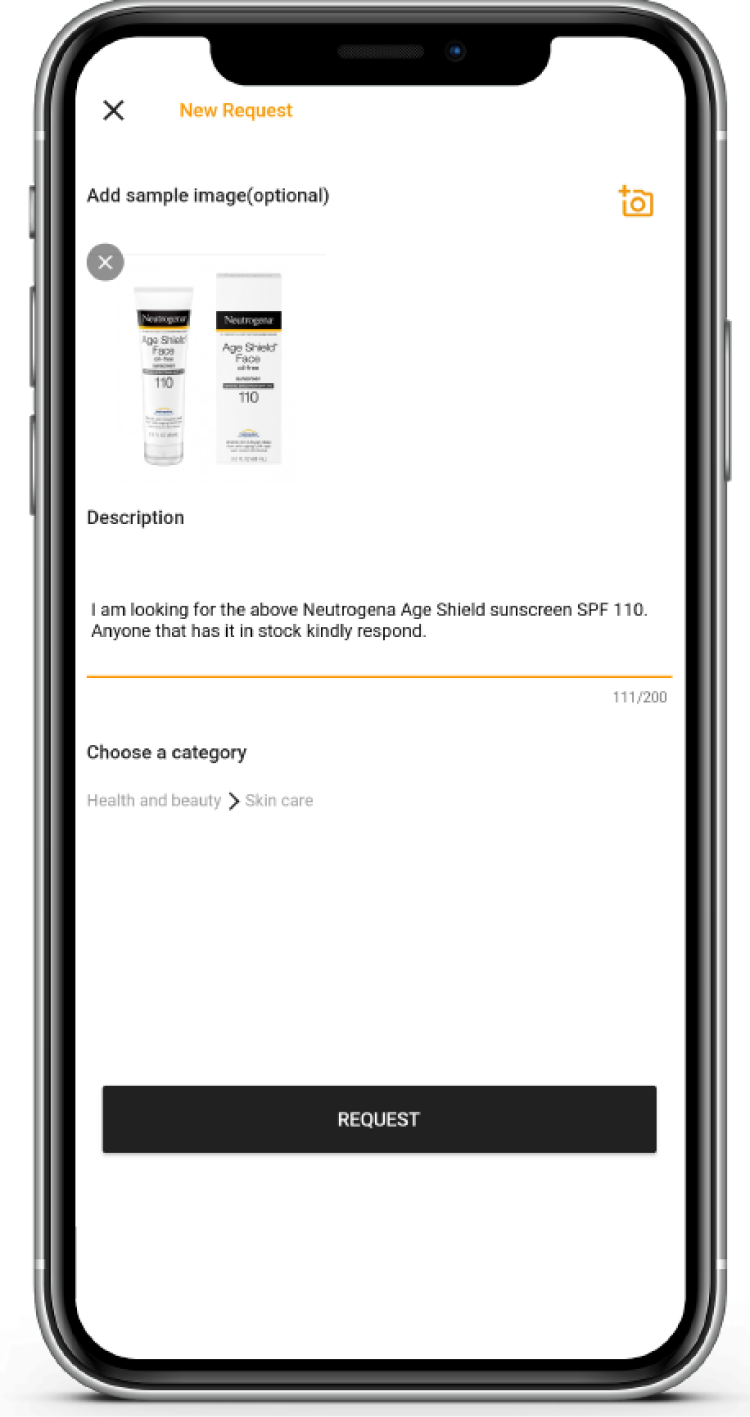 New Request
Add sample image(optional)
Neutrogena
Age Shield
Face
oil-free
sunscreen
110
Neutrogena
Age Shield
Face
oil-free
sunscreen
110
Description
I am looking for the above Neutrogena Age Shield sunscreen SPF 110.
Anyone that has it in stock kindly respond.
111/200
Choose a category
Health and beauty > Skin care
REQUEST